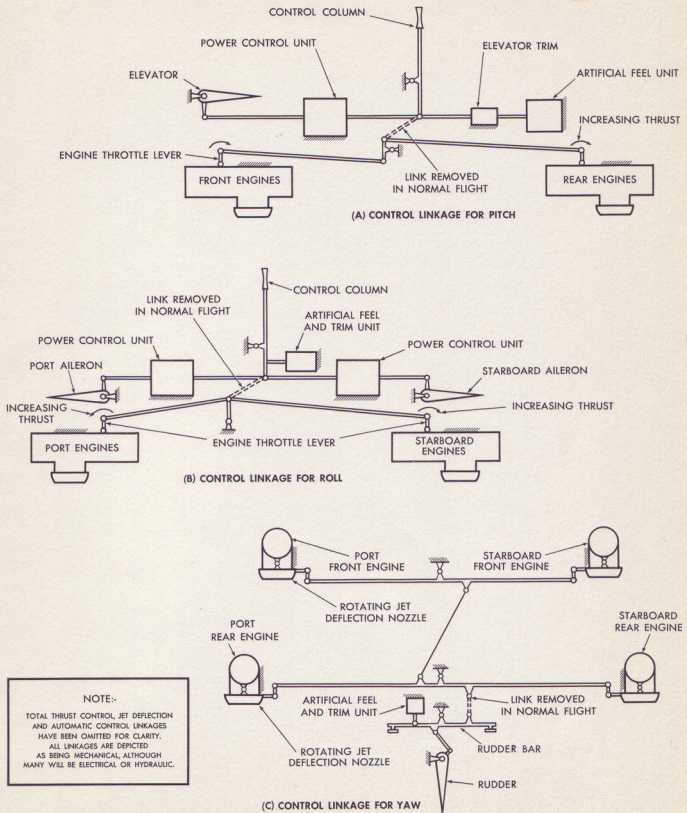 CONTROL COLUMN
POWER CONTROL UNIT
ELEVATOR TRIM
ELEVATOR
ARTIFICIAL FEEL UNIT
INCREASING THRUST
ENGINE THROTTLE LEVER
LINK REMOVED
IN NORMAL FLIGHT
FRONT ENGINES
REAR ENGINES
(A) CONTROL LINKAGE FOR PITCH
CONTROL COLUMN
LINK REMOVED
IN NORMAL FLIGHT
ARTIFICIAL FEEL
AND TRIM UNIT
POWER CONTROL UNIT
POWER CONTROL UNIT
PORT AILERON
STARBOARD AILERON
INCREASING
THRUST
INCREASING THRUST
ENGINE THROTTLE LEVER
PORT ENGINES
STARBOARD
ENGINES
(B) CONTROL LINKAGE FOR ROLL
PORT
FRONT ENGINE
STARBOARD
FRONT ENGINE
ROTATING JET
DEFLECTION NOZZLE
PORT
REAR ENGINE
STARBOARD
REAR ENGINE
ARTIFICIAL FEEL
AND TRIM UNIT
LINK REMOVED
IN NORMAL FLIGHT
ROTATING JET
DEFLECTION NOZZLE
RUDDER BAR
RUDDER
(C) CONTROL LINKAGE FOR YAW
NOTE:-
TOTAL THRUST CONTROL, JET DEFLECTION
AND AUTOMATIC CONTROL LINKAGES
HAVE BEEN OMITTED FOR CLARITY.
ALL LINKAGES ARE DEPICTED
AS BEING MECHANICAL, ALTHOUGH
MANY WILL BE ELECTRICAL OR HYDRAULIC.